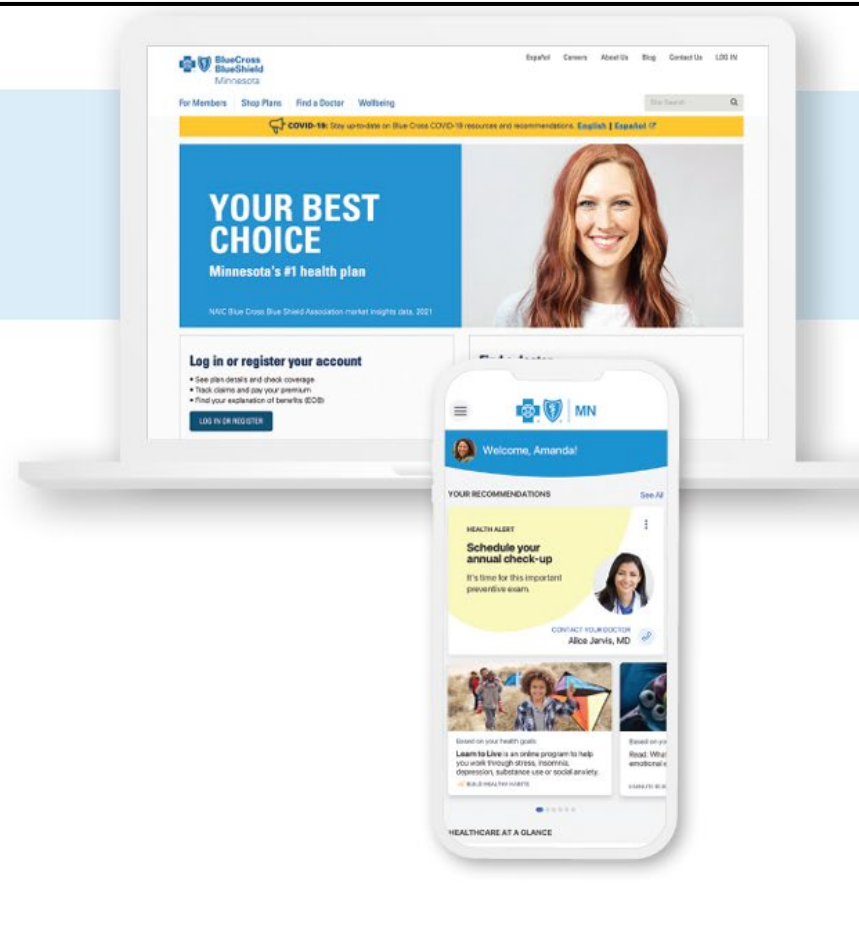 BlueCross
BlueShield
Minnesota
Español Careers About Us Blog Contact Us LOG IN
For Members Shop Plans Find a Doctor Wellbeing
COVID-19: Stay up-to-date on Blue Cross COVID-19 resources and recommendations. English | Español
YOUR BEST
CHOICE
Minnesota's #1 health plan
NAIC Blue Cross Blue Shield Association market insights data, 2021
Log in or register your account
• See plan details and check coverage
• Track claims and pay your premium
• Find your explanation of benefits (EOB)
LOG IN OR REGISTER
MN
Welcome, Amanda!
YOUR RECOMMENDATIONS See All
HEALTH ALERT
Schedule your
annual check-up
It's time for this important
preventive exam.
CONTACT YOUR DOCTOR
Alice Jarvis, MD
Based on your health goals
Learn to Live is an online program to help
you work through stress, insomnia,
depression, substance use or social anxiety.
BUILD HEALTHY HABITS
Based on
Read: What
emotional
HEALTHCARE AT A GLANCE